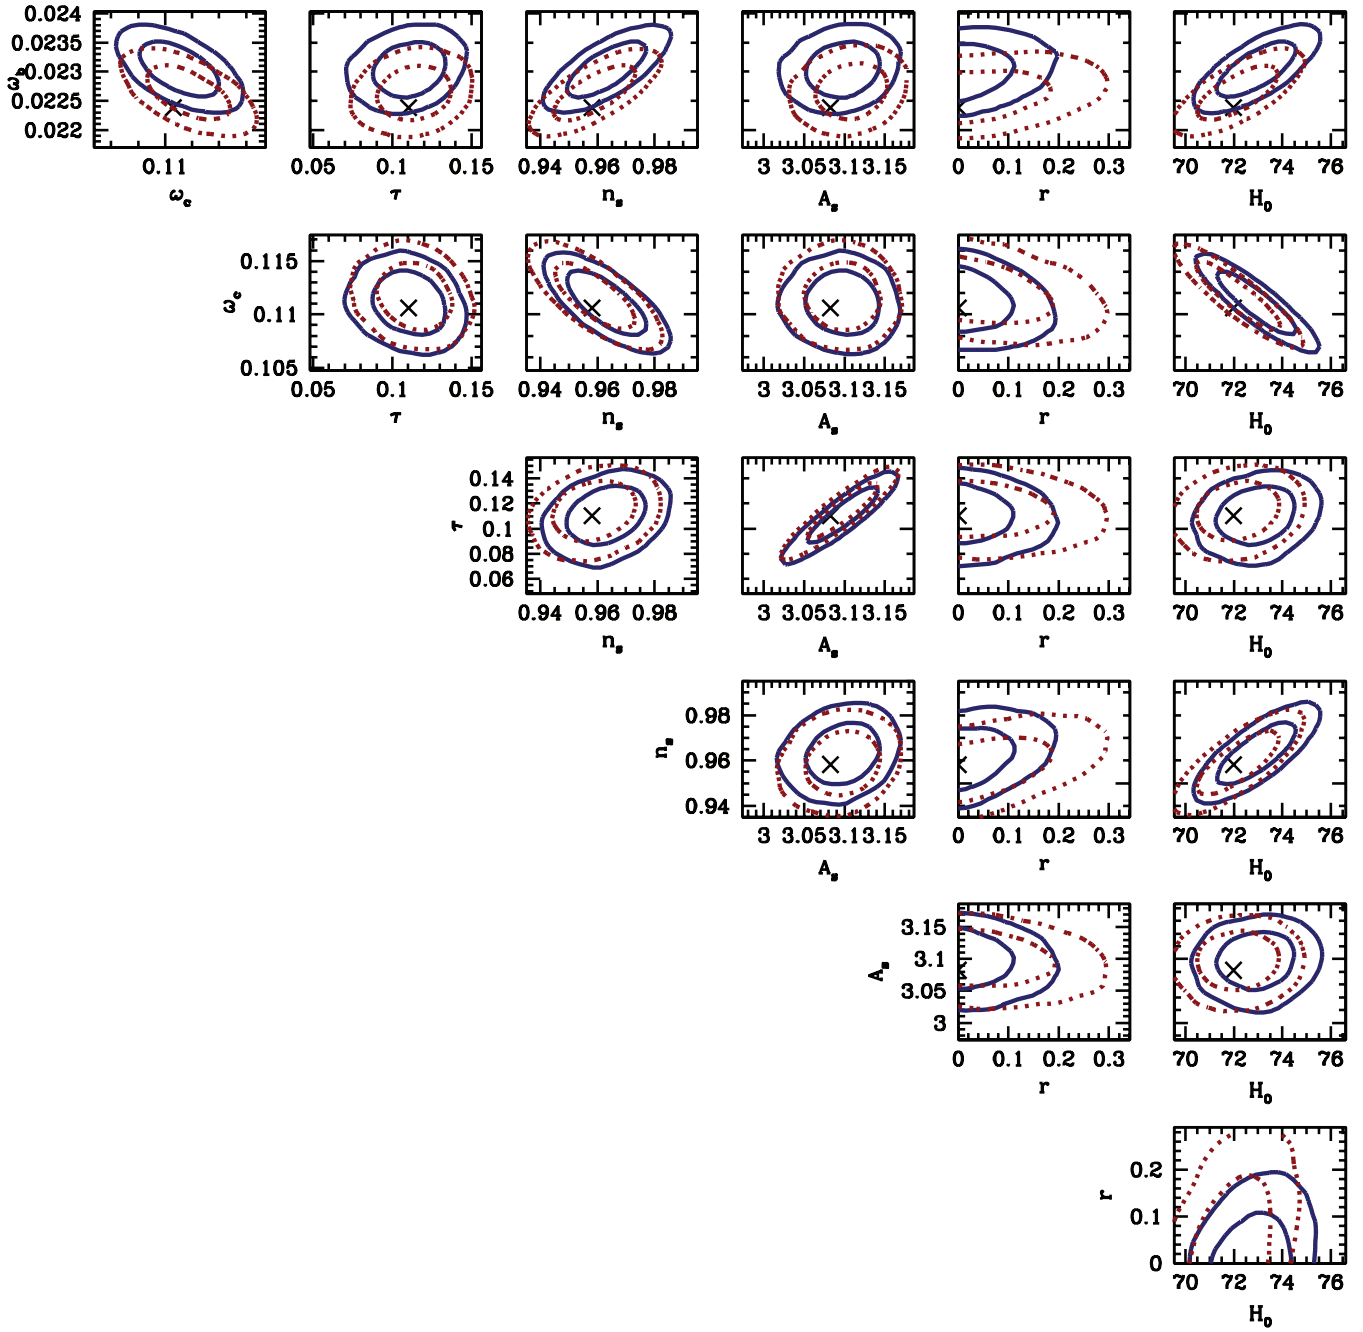 0.024
0.0235
0.023
0.0225
0.022
ω_b
0.11
0.05 0.1 0.15
0.94 0.96 0.98
3 3.05 3.1 3.15
0 0.1 0.2 0.3
70 72 74 76
ω_c
τ
n_s
A_s
r
H_0
0.115
0.11
0.105
ω_c
0.05 0.1 0.15
0.94 0.96 0.98
3 3.05 3.1 3.15
0 0.1 0.2 0.3
70 72 74 76
τ
n_s
A_s
r
H_0
0.14
0.12
0.1
0.08
0.06
τ
0.94 0.96 0.98
3 3.05 3.1 3.15
0 0.1 0.2 0.3
70 72 74 76
n_s
A_s
r
H_0
0.98
0.96
0.94
n_s
3 3.05 3.1 3.15
0 0.1 0.2 0.3
70 72 74 76
A_s
r
H_0
3.15
3.1
3.05
3
A_s
0 0.1 0.2 0.3
70 72 74 76
r
H_0
0.2
0.1
0
r
70 72 74 76
H_0